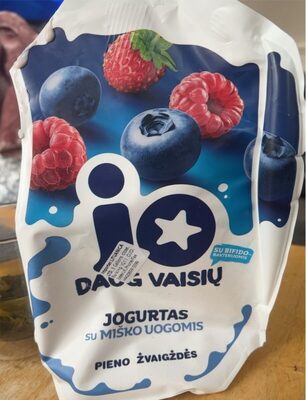 jo
DAUG VAISIŲ
SU BIFIDO-
BAKTERIJOMIS
JOGURTAS
SU MIŠKO UOGOMIS
PIENO ŽVAIGŽDĖS